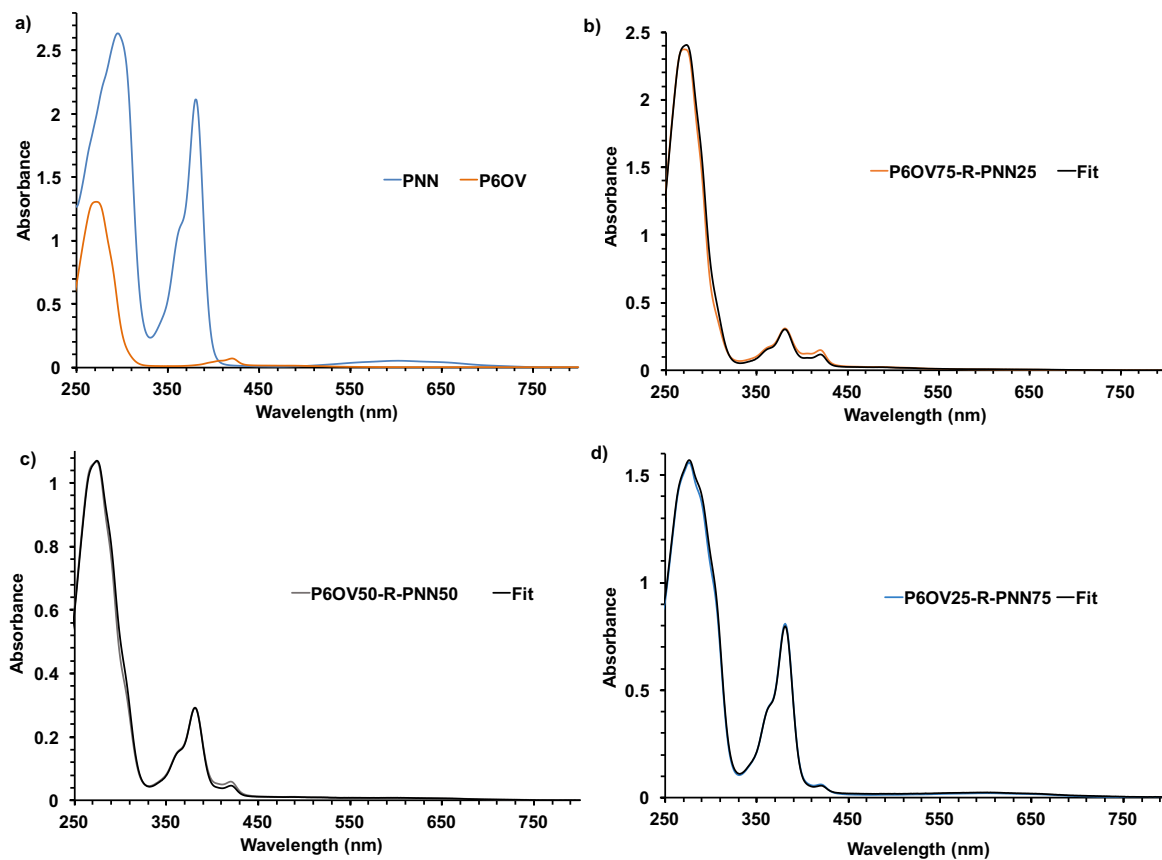 a)
2.5
2
1.5
1
0.5
0
Absorbance
PNN P6OV
250 350 450 550 650 750
Wavelength (nm)
b)
2.5
2
1.5
1
0.5
0
Absorbance
P6OV75-R-PNN25 Fit
250 350 450 550 650 750
Wavelength (nm)
c)
1
0.8
0.6
0.4
0.2
0
Absorbance
P6OV50-R-PNN50 Fit
250 350 450 550 650 750
Wavelength (nm)
d)
1.5
1
0.5
0
Absorbance
P6OV25-R-PNN75 Fit
250 350 450 550 650 750
Wavelength (nm)